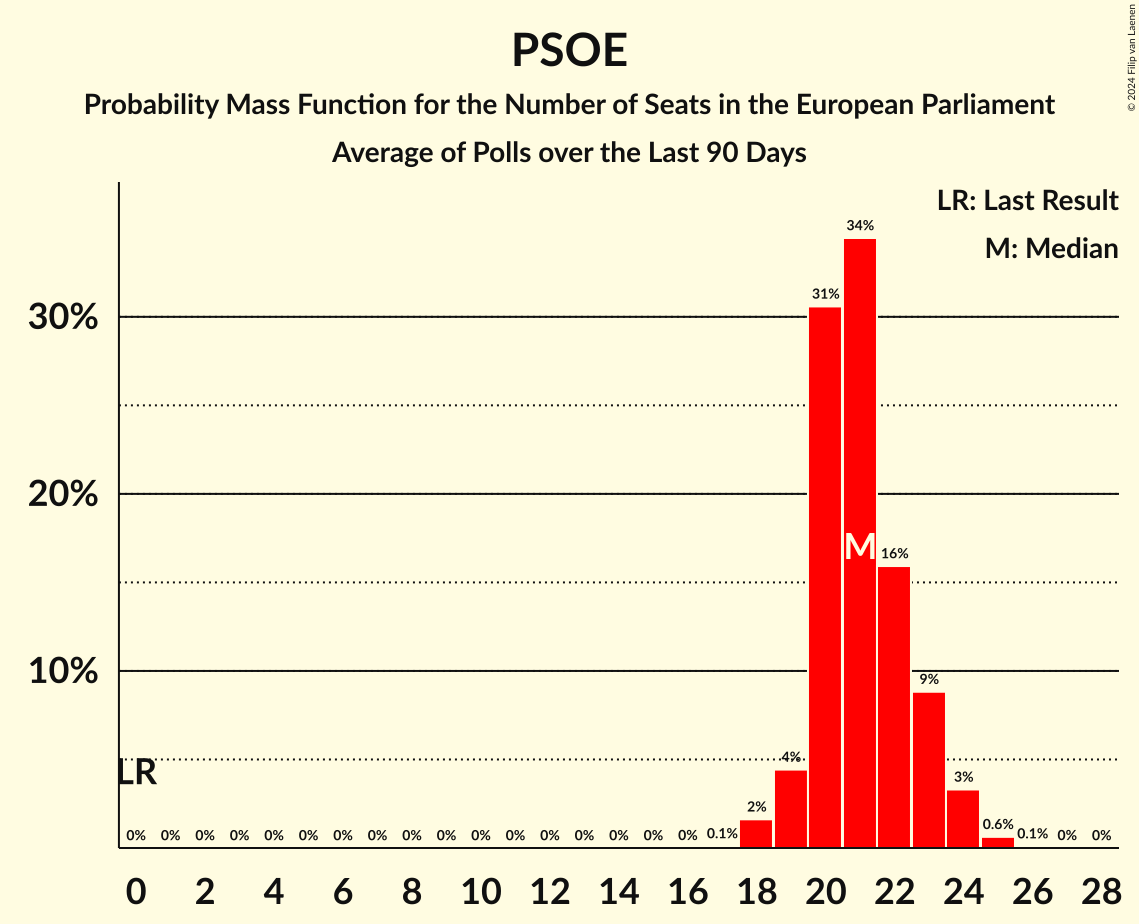 PSOE
Probability Mass Function for the Number of Seats in the European Parliament
Average of Polls over the Last 90 Days
© 2024 Filip van Laenen
LR: Last Result
M: Median
30%
20%
10%
LR
M
0% 0% 0% 0% 0% 0% 0% 0% 0% 0% 0% 0% 0% 0% 0% 0% 0% 0.1% 2% 4% 31% 34% 16% 9% 3% 0.6% 0.1% 0% 0%
0 2 4 6 8 10 12 14 16 18 20 22 24 26 28